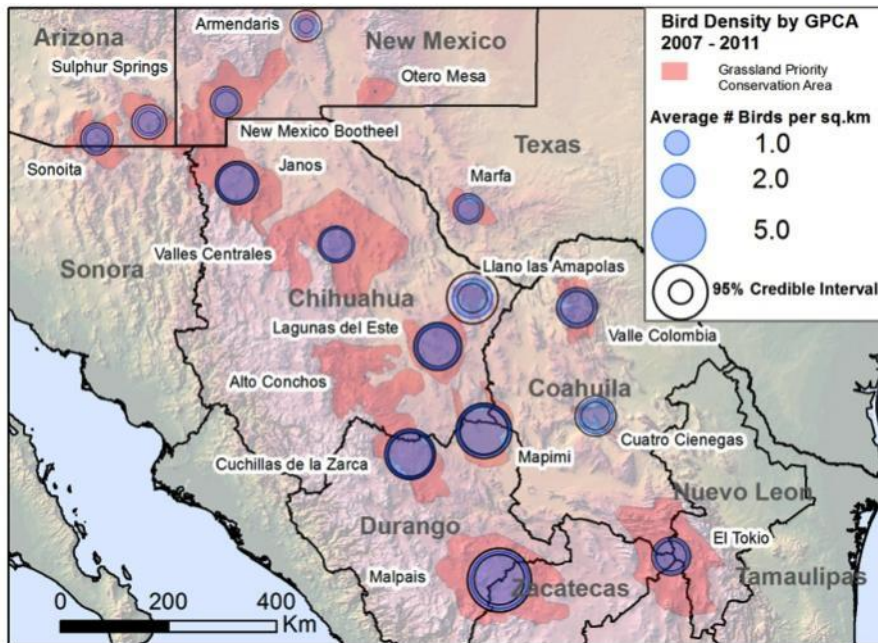 Arizona
Armendaris
New Mexico
Sulphur Springs
Otero Mesa
Sonoita
New Mexico Bootheel
Texas
Janos
Marfa
Valles Centrales
Sonora
Llano las Amapolas
Chihuahua
Lagunas del Este
Valle Colombia
Alto Conchos
Coahuila
Cuatro Cienegas
Cuchillas de la Zarca
Mapimi
Nuevo Leon
Durango
El Tokio
Malpais
Zacatecas
Tamaulipas
0 200 400
Km
Bird Density by GPCA
2007 - 2011
Grassland Priority
Conservation Area
Average # Birds per sq.km
1.0
2.0
5.0
95% Credible Interval